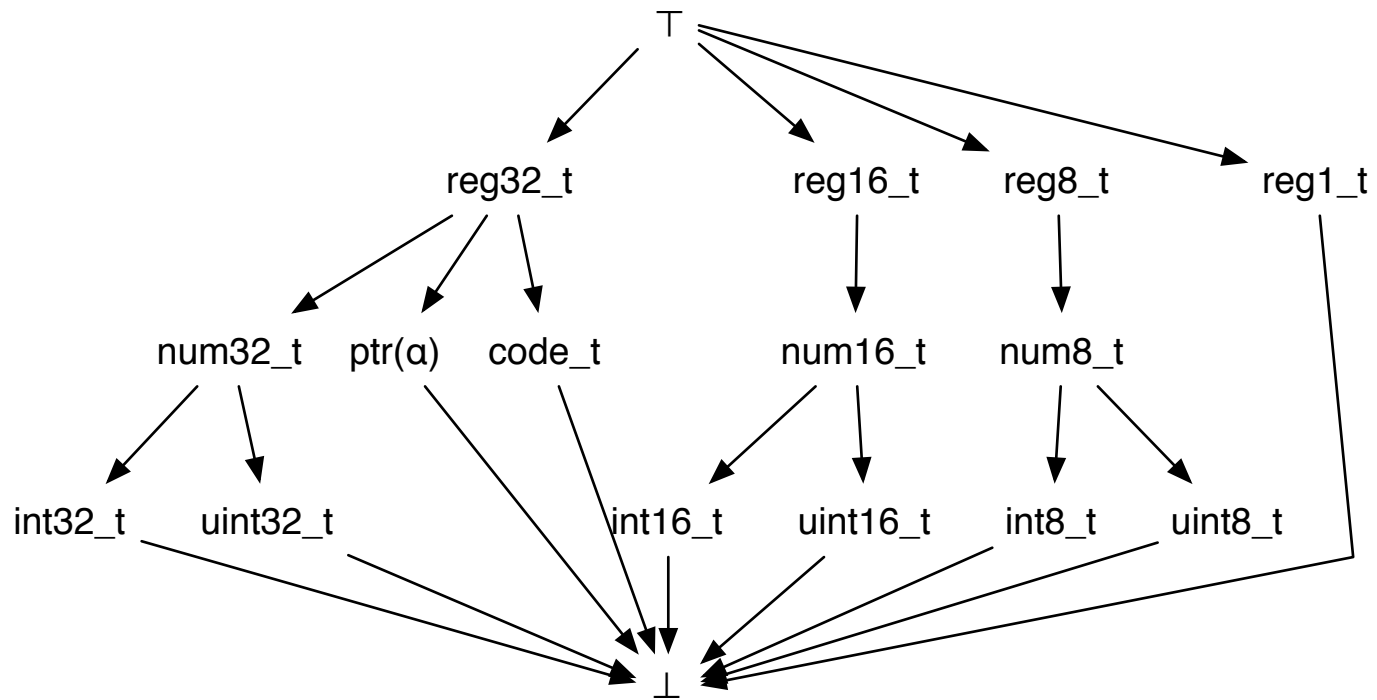 ⊤
reg32_t reg16_t reg8_t reg1_t
num32_t ptr(α) code_t num16_t num8_t
int32_t uint32_t int16_t uint16_t int8_t uint8_t
⊥